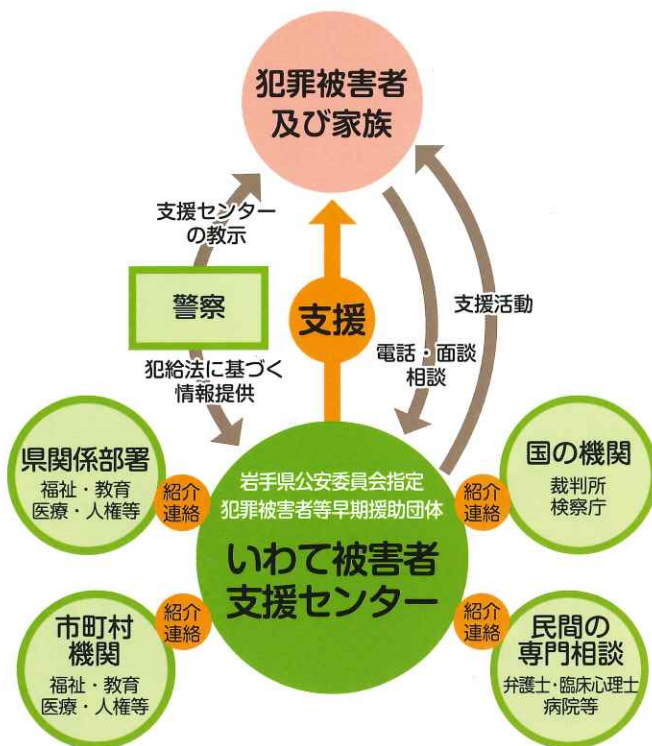 犯罪被害者
及び家族
支援センター
の教示
警察
犯給法に基づく
情報提供
支援
電話・面談
相談
支援活動
県関係部署
福祉・教育
医療・人権等
紹介
連絡
岩手県公安委員会指定
犯罪被害者等早期援助団体
いわて被害者
支援センター
紹介
連絡
国の機関
裁判所
検察庁
市町村
機関
福祉・教育
医療・人権等
紹介
連絡
紹介
連絡
民間の
専門相談
弁護士・臨床心理士
病院等